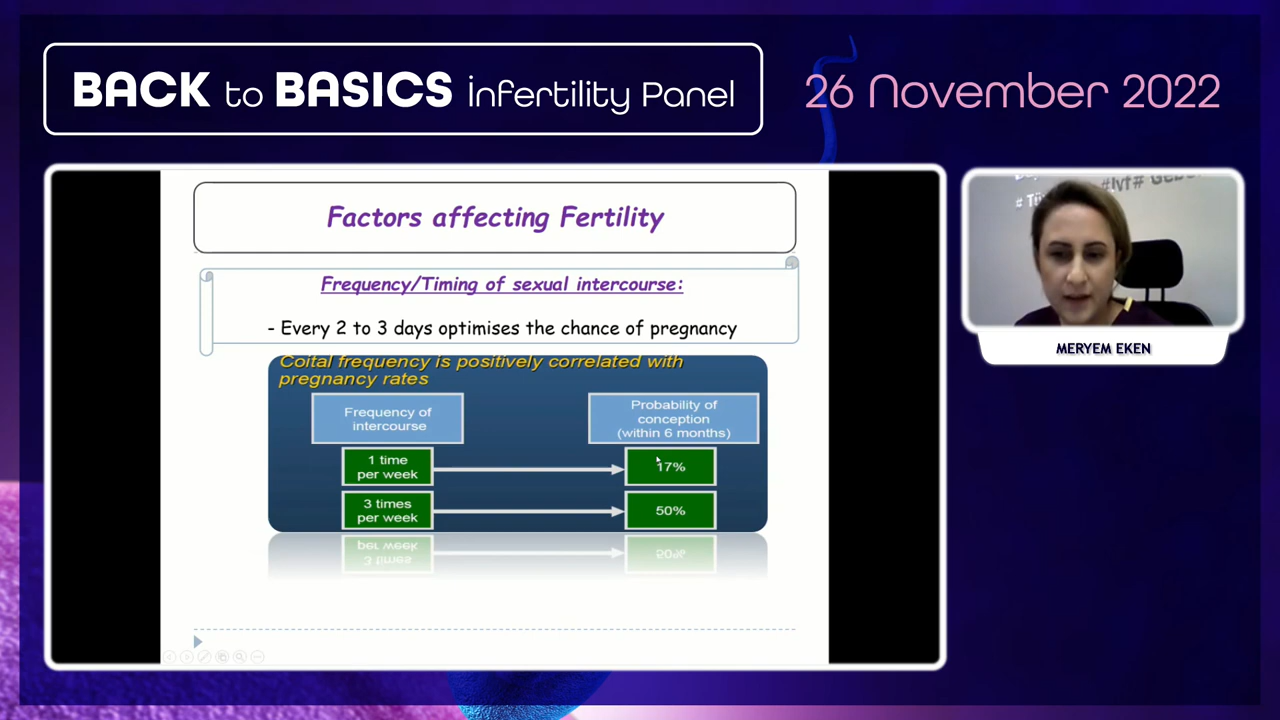 BACK to BASICS infertility Panel
26 November 2022
Factors affecting Fertility
Frequency/Timing of sexual intercourse:
- Every 2 to 3 days optimises the chance of pregnancy
Coital frequency is positively correlated with
pregnancy rates
Frequency of
intercourse
Probability of
conception
(within 6 months)
1 time
per week
17%
3 times
per week
50%
#ivf#
MERYEM EKEN